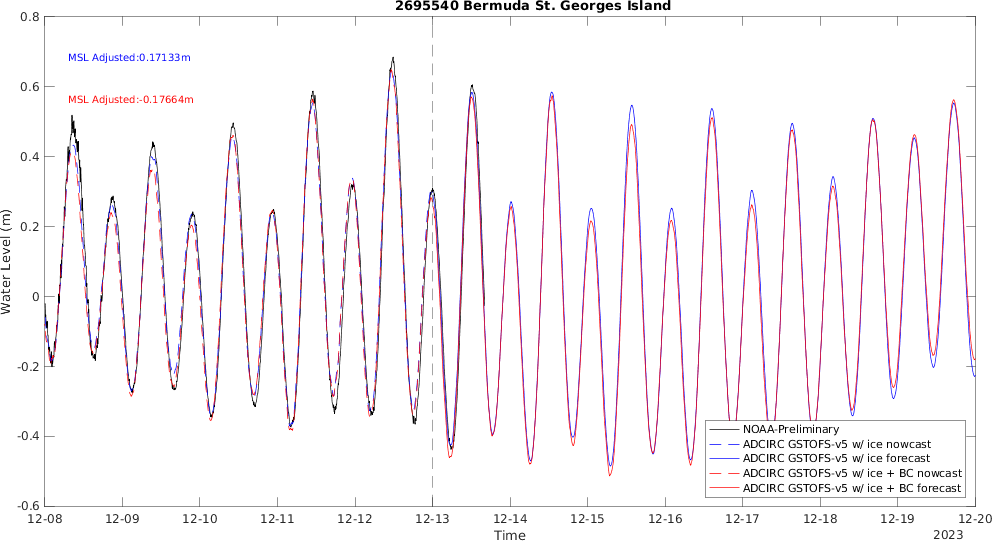 2695540 Bermuda St. Georges Island
0.8
MSL Adjusted:0.17133m
0.6
MSL Adjusted:-0.17664m
0.4
0.2
Water Level (m)
0
-0.2
-0.4
-0.6
NOAA-Preliminary
ADCIRC GSTOFS-v5 w/ ice nowcast
ADCIRC GSTOFS-v5 w/ ice forecast
ADCIRC GSTOFS-v5 w/ ice + BC nowcast
ADCIRC GSTOFS-v5 w/ ice + BC forecast
12-08 12-09 12-10 12-11 12-12 12-13 12-14 12-15 12-16 12-17 12-18 12-19 12-20
Time
2023